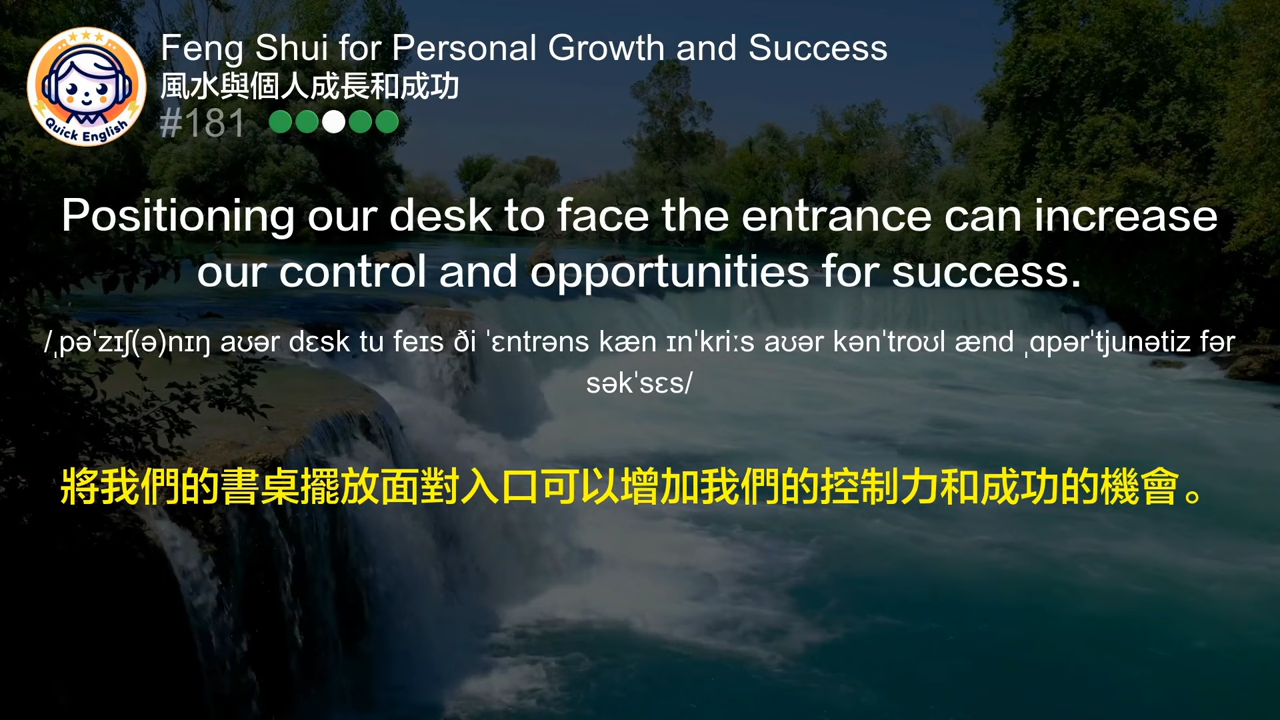 Quick English
Feng Shui for Personal Growth and Success
風水與個人成長和成功
#181
Positioning our desk to face the entrance can increase
our control and opportunities for success.
/ˌpəˈzɪʃ(ə)nɪŋ aʊər dɛsk tu feɪs ði ˈɛntrəns kæn ɪnˈkriːs aʊər kənˈtroʊl ænd ˌɑpərˈtjunətiz fər
səkˈsɛs/
將我們的書桌擺放面對入口可以增加我們的控制力和成功的機會。